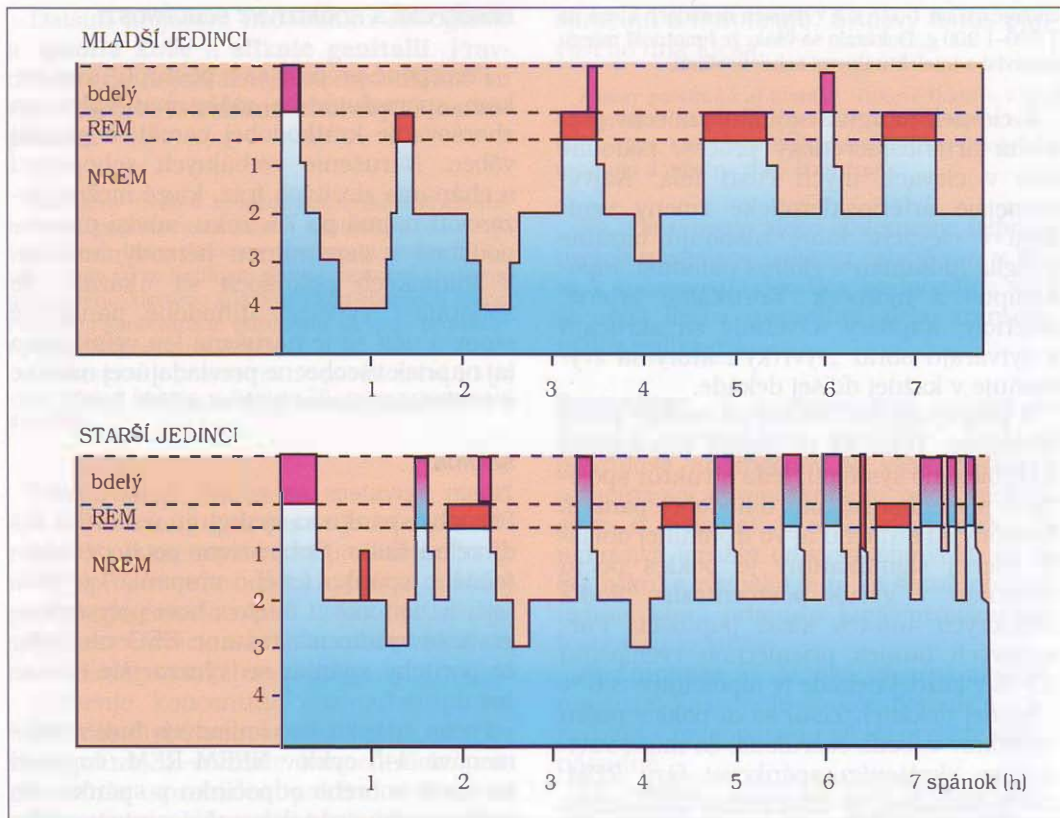 MLADŠÍ JEDINCI
bdelý
REM
NREM
1
2
3
4
1 2 3 4 5 6 7
STARŠÍ JEDINCI
bdelý
REM
NREM
1
2
3
4
1 2 3 4 5 6 7 spánok (h)